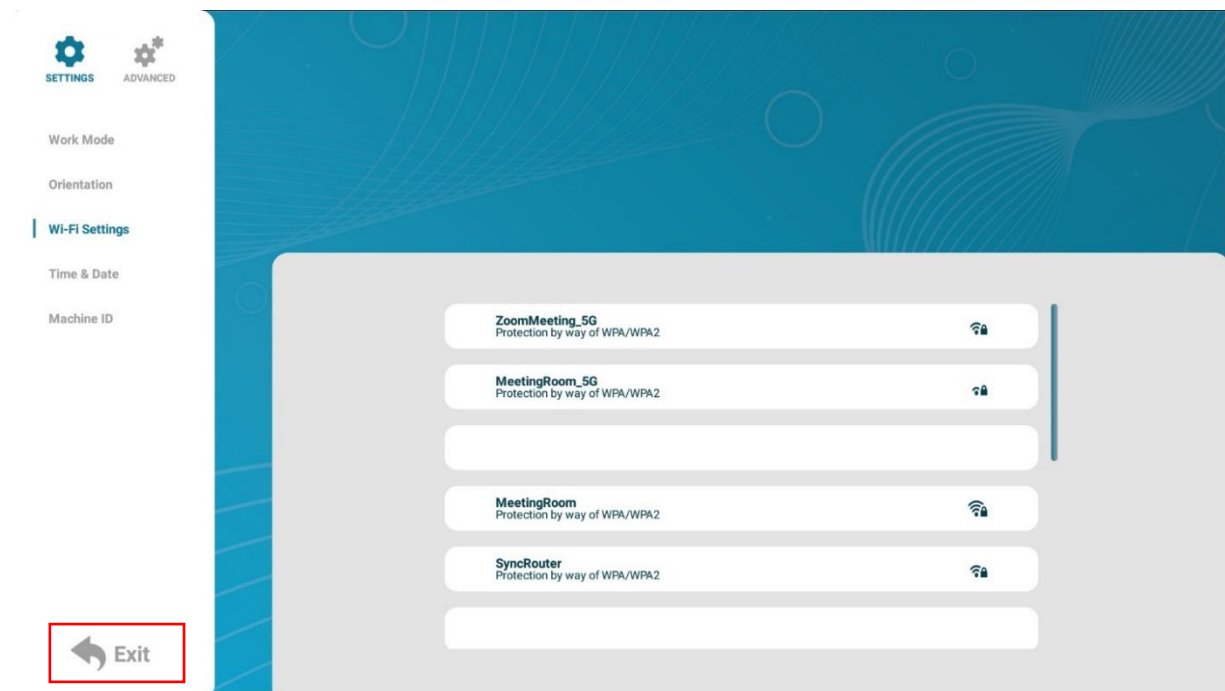 SETTINGS
ADVANCED
Work Mode
Orientation
Wi-Fi Settings
Time & Date
Machine ID
Exit
ZoomMeeting_5G
Protection by way of WPA/WPA2
MeetingRoom_5G
Protection by way of WPA/WPA2
MeetingRoom
Protection by way of WPA/WPA2
SyncRouter
Protection by way of WPA/WPA2